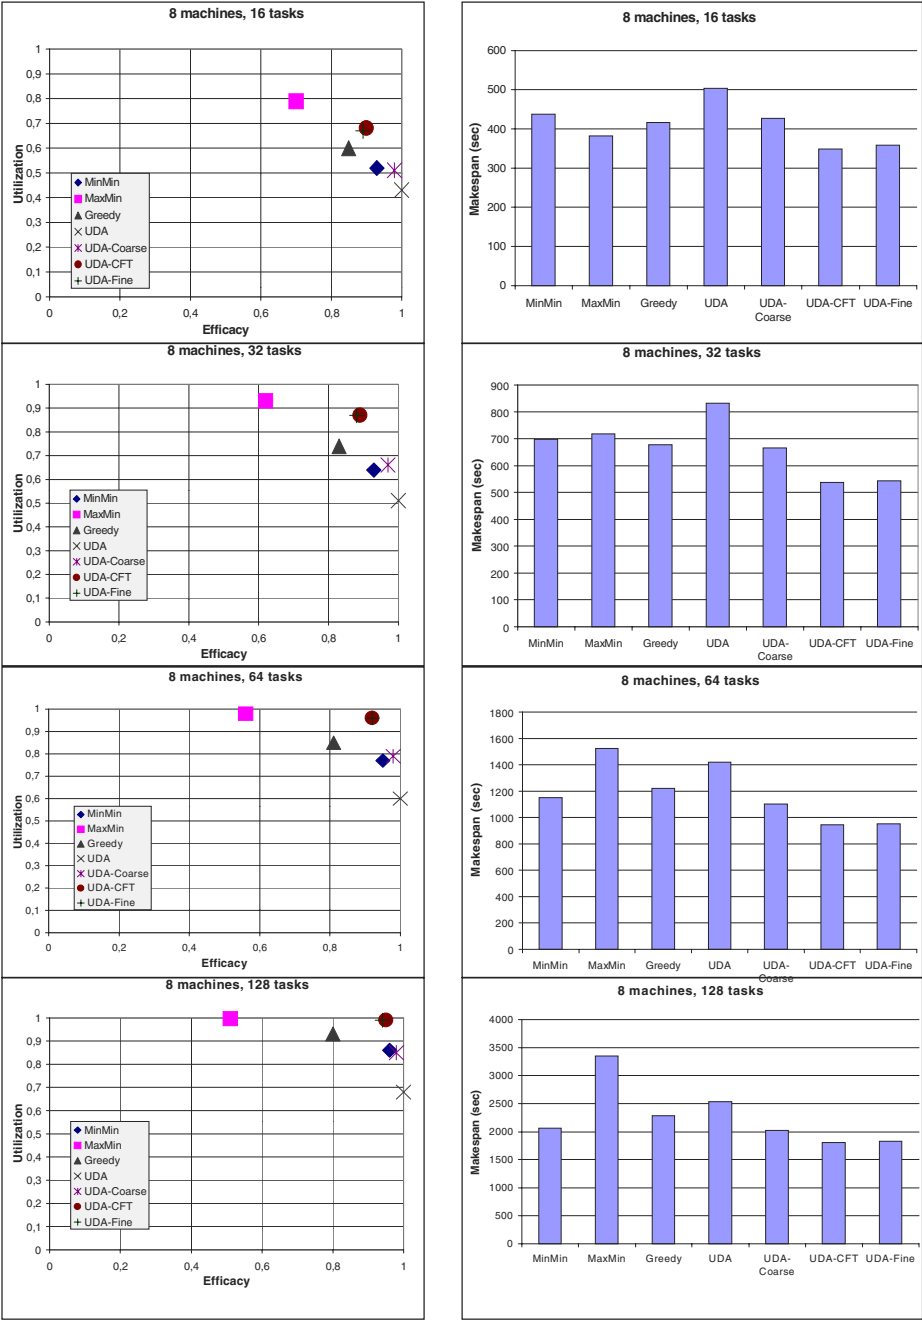 8 machines, 16 tasks
1
0,9
0,8
0,7
0,6
0,5
0,4
0,3
0,2
0,1
0
Utilization
MinMin
MaxMin
Greedy
UDA
UDA-Coarse
UDA-CFT
UDA-Fine
0 0,2 0,4 0,6 0,8 1
Efficacy
8 machines, 16 tasks
600
500
400
300
200
100
0
Makespan (sec)
MinMin MaxMin Greedy UDA UDA- UDA-CFT UDA-Fine
Coarse
8 machines, 32 tasks
1
0,9
0,8
0,7
0,6
0,5
0,4
0,3
0,2
0,1
0
Utilization
MinMin
MaxMin
Greedy
UDA
UDA-Coarse
UDA-CFT
UDA-Fine
0 0,2 0,4 0,6 0,8 1
Efficacy
8 machines, 32 tasks
900
800
700
600
500
400
300
200
100
0
Makespan (sec)
MinMin MaxMin Greedy UDA UDA- UDA-CFT UDA-Fine
Coarse
8 machines, 64 tasks
1
0,9
0,8
0,7
0,6
0,5
0,4
0,3
0,2
0,1
0
Utilization
MinMin
MaxMin
Greedy
UDA
UDA-Coarse
UDA-CFT
UDA-Fine
0 0,2 0,4 0,6 0,8 1
Efficacy
8 machines, 64 tasks
1800
1600
1400
1200
1000
800
600
400
200
0
Makespan (sec)
MinMin MaxMin Greedy UDA UDA- UDA-CFT UDA-Fine
Coarse
8 machines, 128 tasks
1
0,9
0,8
0,7
0,6
0,5
0,4
0,3
0,2
0,1
0
Utilization
MinMin
MaxMin
Greedy
UDA
UDA-Coarse
UDA-CFT
UDA-Fine
0 0,2 0,4 0,6 0,8 1
Efficacy
8 machines, 128 tasks
4000
3500
3000
2500
2000
1500
1000
500
0
Makespan (sec)
MinMin MaxMin Greedy UDA UDA- UDA-CFT UDA-Fine
Coarse